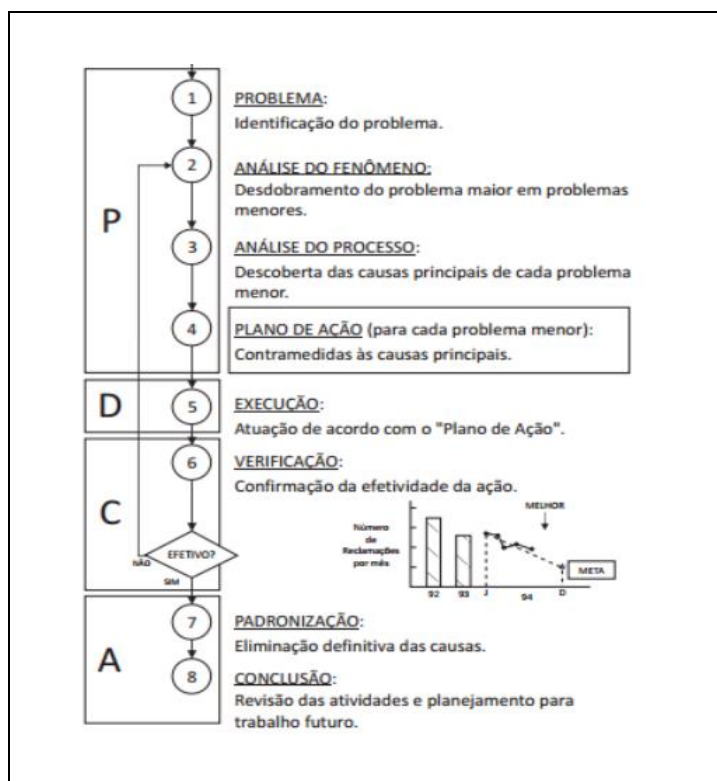 P
1
PROBLEMA:
Identificação do problema.
2
ANÁLISE DO FENÔMENO:
Desdobramento do problema maior em problemas
menores.
3
ANÁLISE DO PROCESSO:
Descoberta das causas principais de cada problema
menor.
4
PLANO DE AÇÃO (para cada problema menor):
Contramedidas às causas principais.
D
5
EXECUÇÃO:
Atuação de acordo com o "Plano de Ação".
C
6
VERIFICAÇÃO:
Confirmação da efetividade da ação.
EFETIVO?
NÃO
SIM
Número
de
Reclamações
por mês
MELHOR
META
92 93 J 94 D
A
7
PADRONIZAÇÃO:
Eliminação definitiva das causas.
8
CONCLUSÃO:
Revisão das atividades e planejamento para
trabalho futuro.